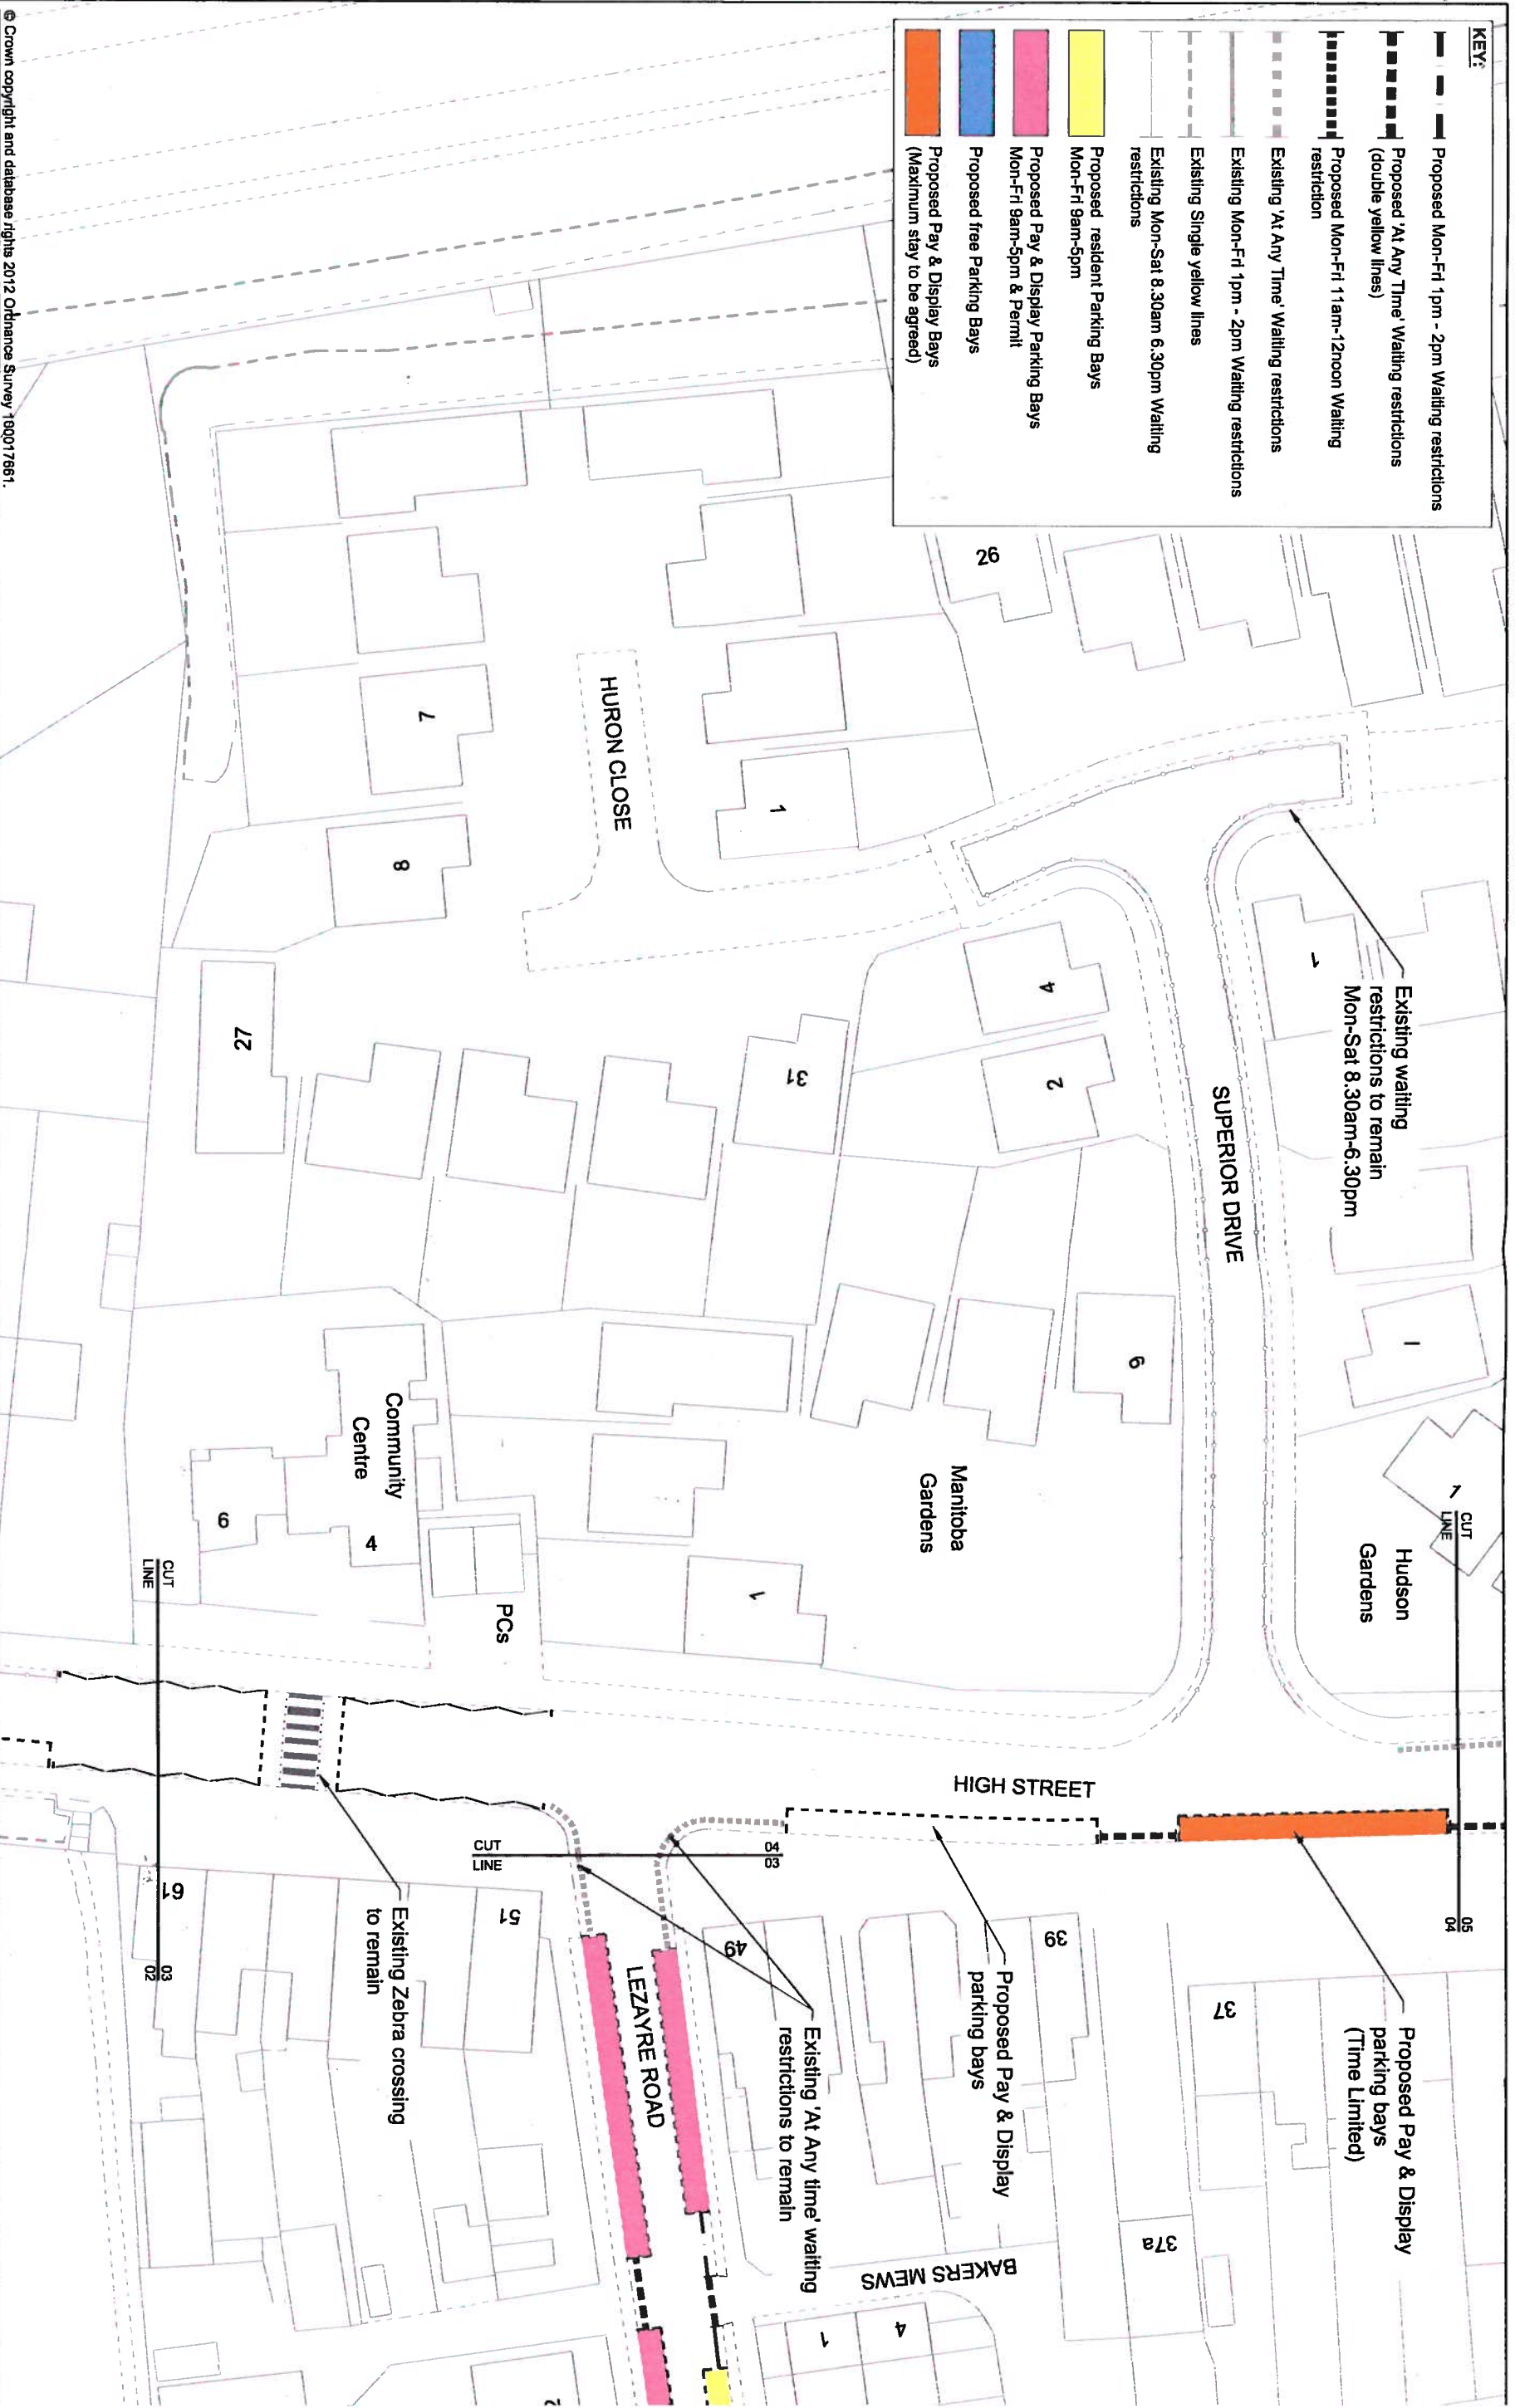 KEY:
Proposed Mon-Fri 1pm - 2pm Waiting restrictions
Proposed 'At Any Time' Waiting restrictions
(double yellow lines)
Proposed Mon-Fri 11am-12noon Waiting
restriction
Existing 'At Any Time' Waiting restrictions
Existing Mon-Fri 1pm - 2pm Waiting restrictions
Existing Single yellow lines
Existing Mon-Sat 8.30am 6.30pm Waiting
restrictions
Proposed resident Parking Bays
Mon-Fri 9am-5pm
Proposed Pay & Display Parking Bays
Mon-Fri 9am-5pm & Permit
Proposed free Parking Bays
Proposed Pay & Display Bays
(Maximum stay to be agreed)
26
Existing waiting
restrictions to remain
Mon-Sat 8.30am-6.30pm
1
1
HURON CLOSE
1
7
8
4
2
SUPERIOR DRIVE
31
27
9
Manitoba
Gardens
Hudson
Gardens
1
CUT
LINE
05
04
Community
Centre
4
6
PCs
1
CUT
LINE
03
02
HIGH STREET
CUT
LINE
04
03
Proposed Pay & Display
parking bays
(Time Limited)
Proposed Pay & Display
parking bays
Existing 'At Any time' waiting
restrictions to remain
Existing Zebra crossing
to remain
37
37a
39
49
51
61
LEZAYRE ROAD
BAKERS MEWS
4
1
2
© Crown copyright and database rights 2012 Ordnance Survey 100017661.